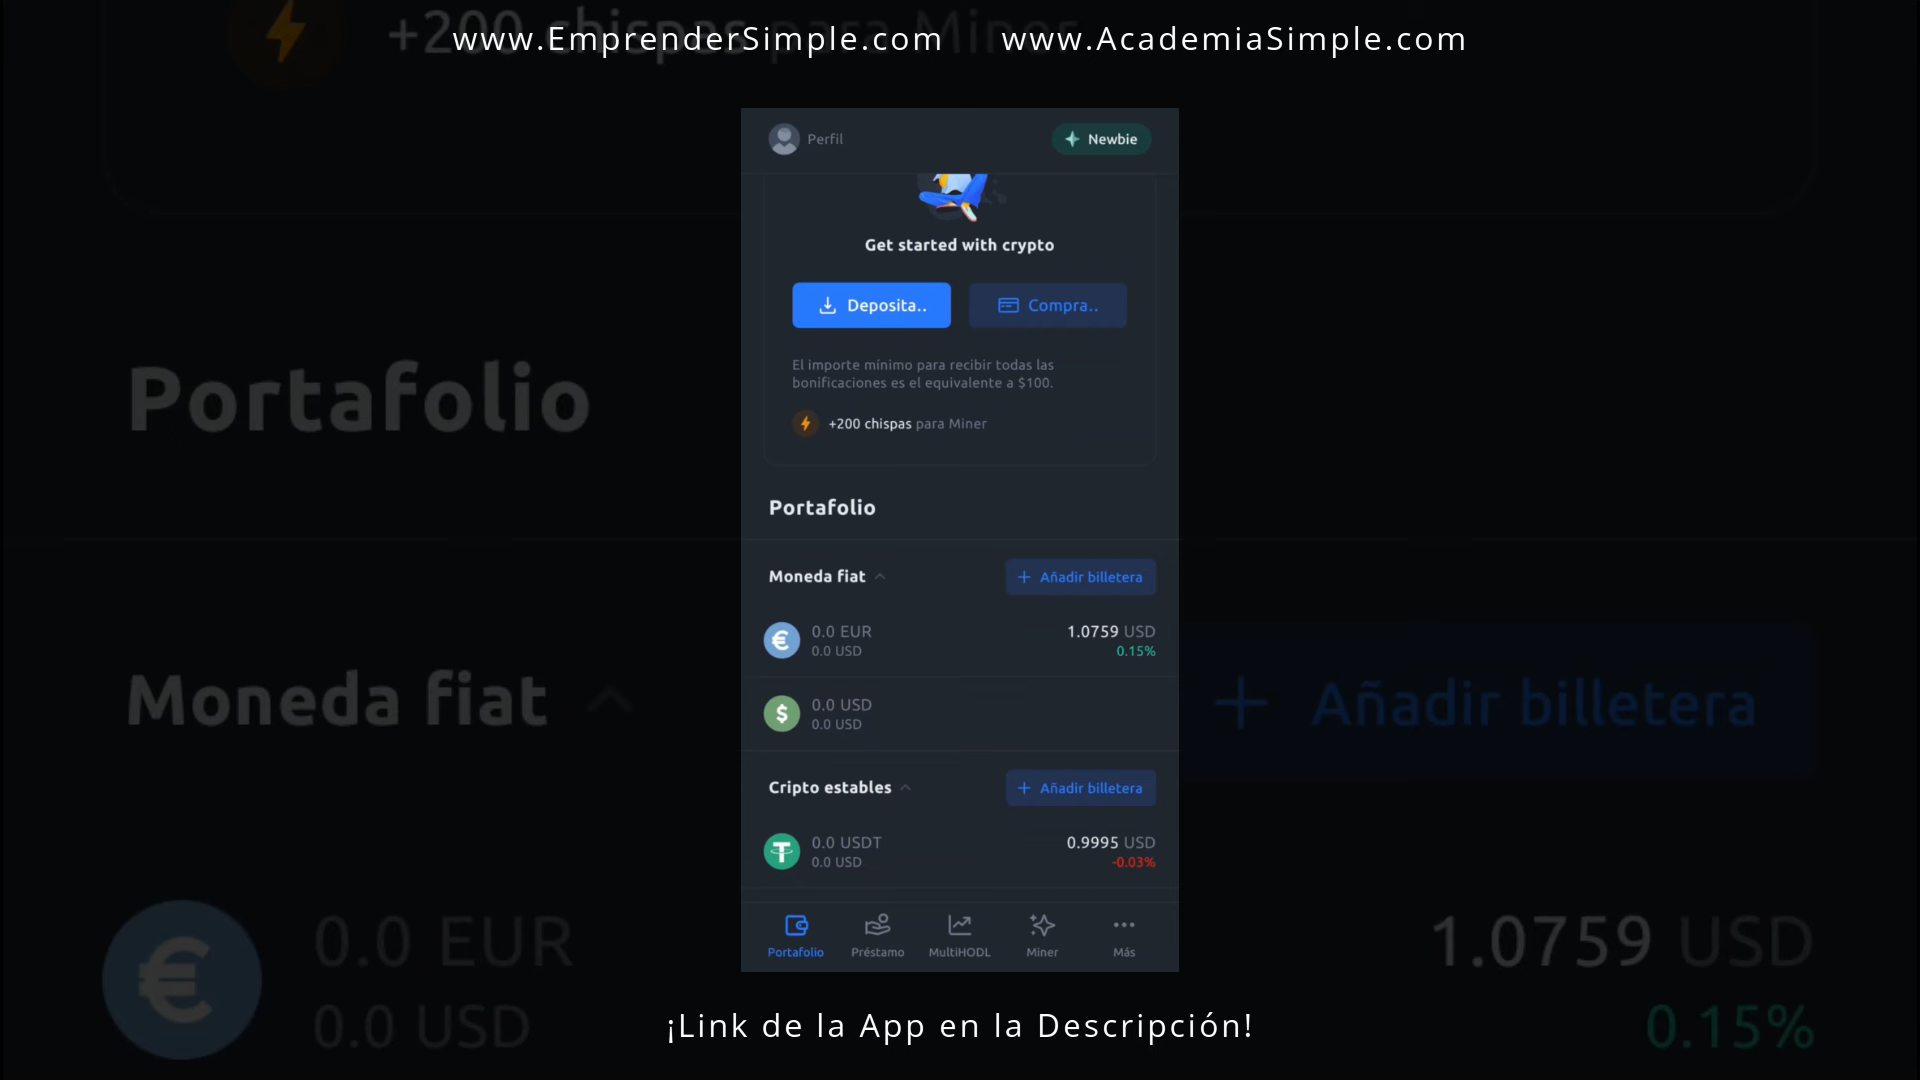 +200 chispas para Miner
www.EmprenderSimple.com www.AcademiaSimple.com
Perfil
Newbie
Get started with crypto
Deposita..
Compra..
El importe mínimo para recibir todas las
bonificaciones es el equivalente a $100.
+200 chispas para Miner
Portafolio
Moneda fiat
Añadir billetera
0.0 EUR
0.0 USD
1.0759 USD
0.15%
0.0 USD
0.0 USD
Cripto estables
Añadir billetera
0.0 USDT
0.0 USD
0.9995 USD
-0.03%
Portafolio
Préstamo
MultiHODL
Miner
Más
Portafolio
Moneda fiat
Añadir billetera
0.0 EUR
0.0 USD
1.0759 USD
0.15%
¡Link de la App en la Descripción!